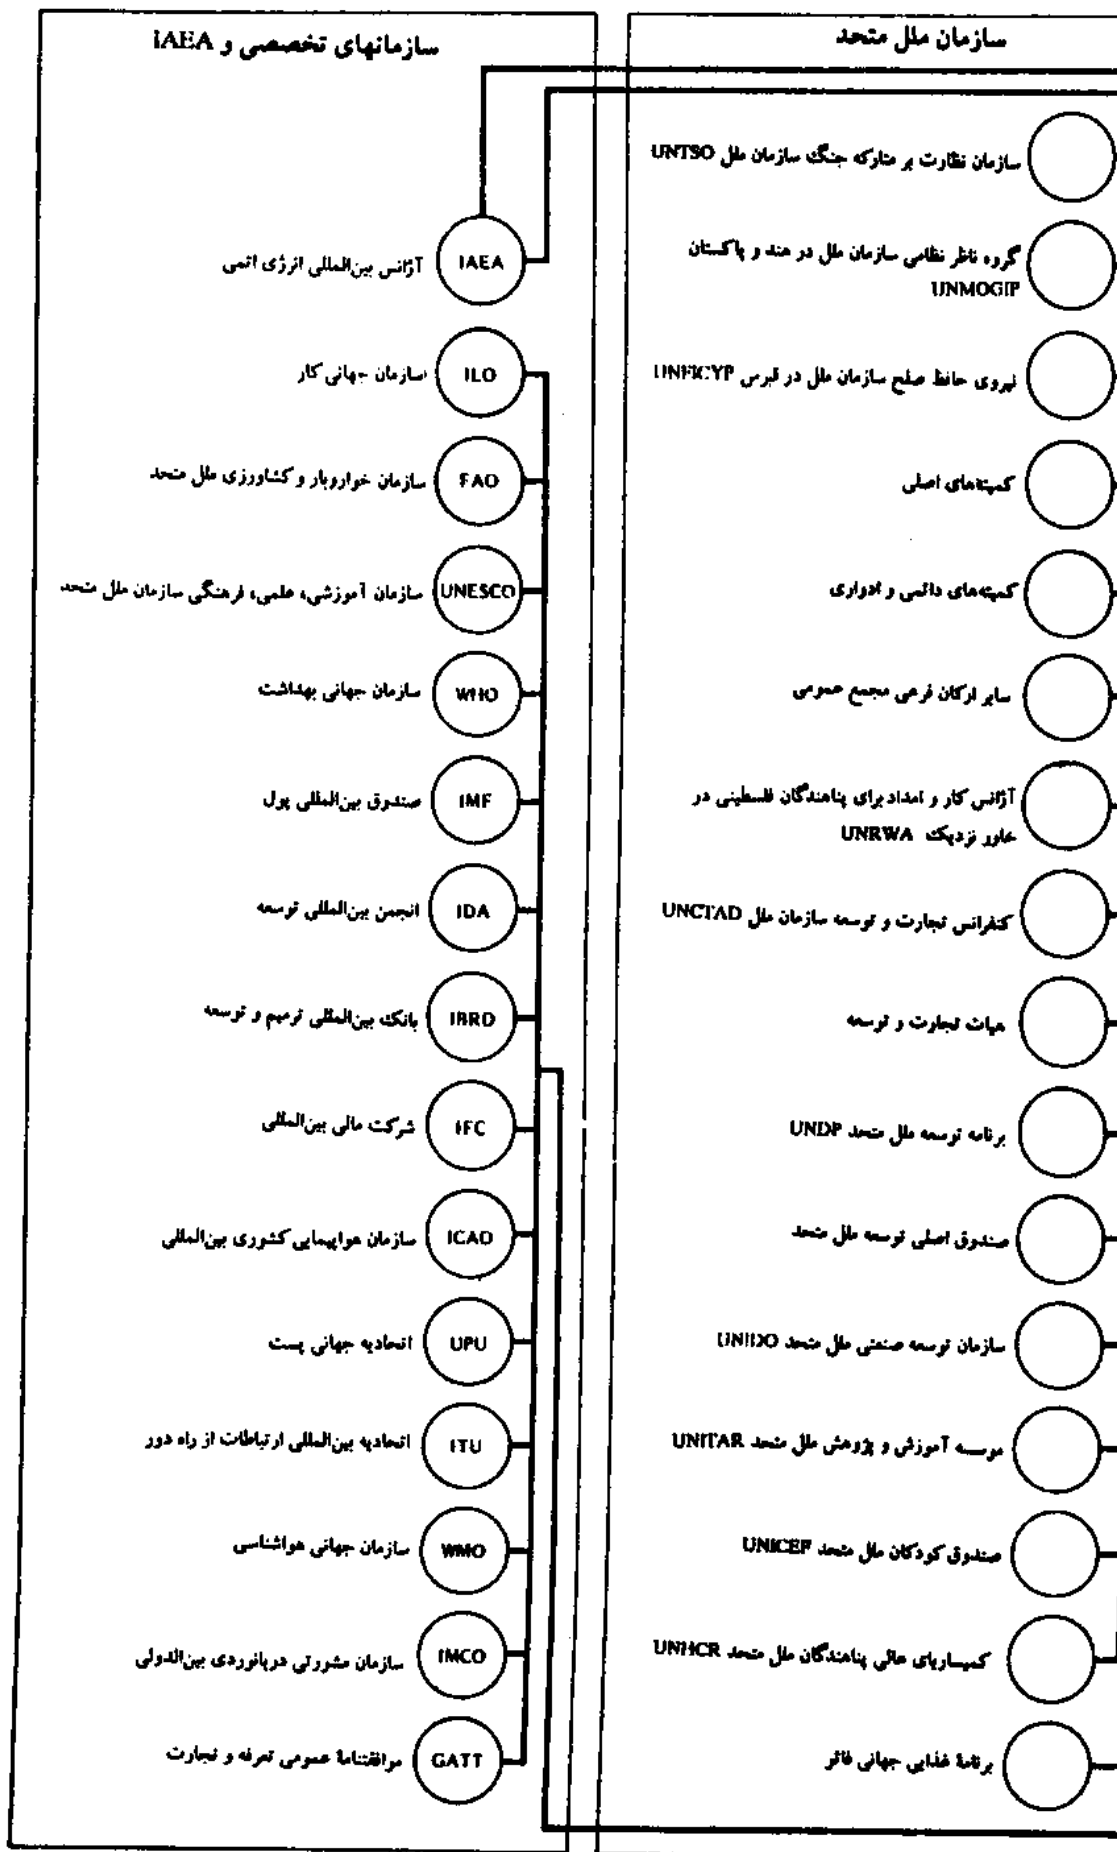 سازمان ملل متحد
سازمان نظارت بر متارکه جنگ سازمان ملل UNTSO
گروه ناظر نظامی سازمان ملل در هند و پاکستان
UNMOGIP
نیروی حافظ صلح سازمان ملل در قبرس UNFICYP
کمیته‌های اصلی
کمیته‌های دائمی و ادواری
سایر ارکان فرعی مجمع عمومی
آژانس کار و امداد برای پناهندگان فلسطینی در
خاور نزدیک UNRWA
کنفرانس تجارت و توسعه سازمان ملل UNCTAD
هیات تجارت و توسعه
برنامه توسعه ملل متحد UNDP
صندوق اصلی توسعه ملل متحد
سازمان توسعه صنعتی ملل متحد UNIDO
موسسه آموزش و پژوهش ملل متحد UNITAR
صندوق کودکان ملل متحد UNICEF
کمیساریای عالی پناهندگان ملل متحد UNHCR
برنامهٔ غذایی جهانی فائر
سازمانهای تخصصی و IAEA
IAEA آژانس بین‌المللی انرژی اتمی
ILO سازمان جهانی کار
FAO سازمان خواروبار و کشاورزی ملل متحد
UNESCO سازمان آموزشی، علمی، فرهنگی سازمان ملل متحد
WHO سازمان جهانی بهداشت
IMF صندوق بین‌المللی پول
IDA انجمن بین‌المللی توسعه
IBRD بانک بین‌المللی ترمیم و توسعه
IFC شرکت مالی بین‌المللی
ICAO سازمان هواپیمایی کشوری بین‌المللی
UPU اتحادیه جهانی پست
ITU اتحادیه بین‌المللی ارتباطات از راه دور
WMO سازمان جهانی هواشناسی
IMCO سازمان مشورتی دریانوردی بین‌الدولی
GATT موافقتنامهٔ عمومی تعرفه و تجارت